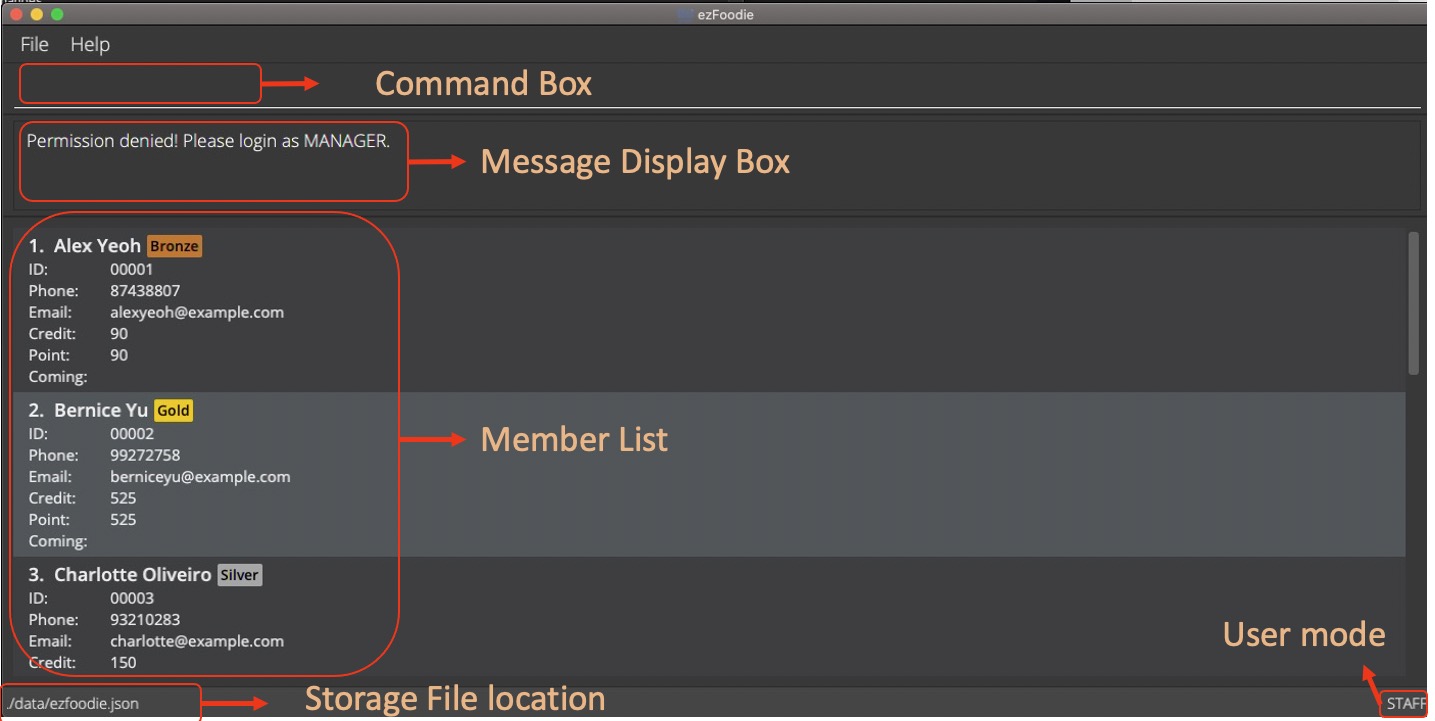 ezFoodie
File Help
Command Box
Permission denied! Please login as MANAGER.
Message Display Box
1. Alex Yeoh Bronze
ID: 00001
Phone: 87438807
Email: alexyeoh@example.com
Credit: 90
Point: 90
Coming:
2. Bernice Yu Gold
ID: 00002
Phone: 99272758
Email: berniceyu@example.com
Credit: 525
Point: 525
Coming:
Member List
3. Charlotte Oliveiro Silver
ID: 00003
Phone: 93210283
Email: charlotte@example.com
Credit: 150
User mode
./data/ezfoodie.json
Storage File location
STAFF